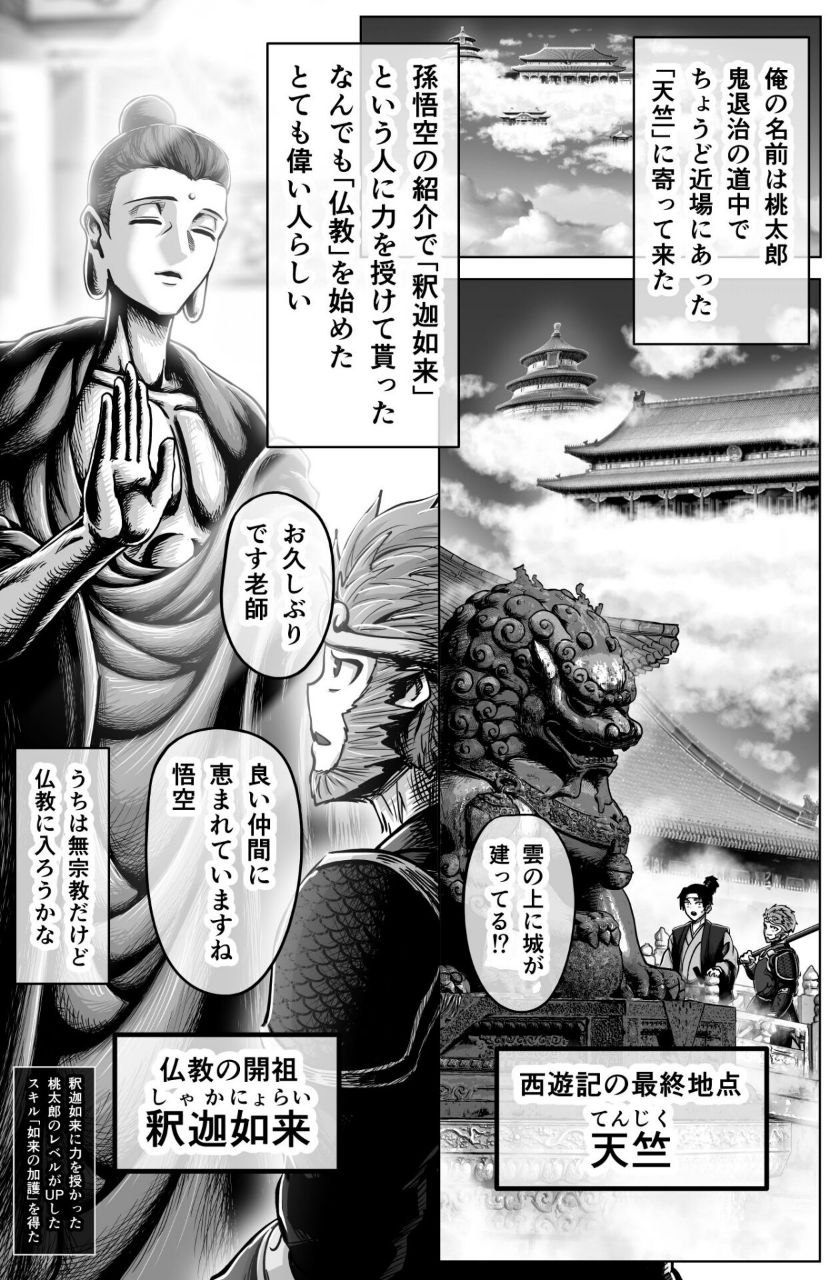 俺の名前は桃太郎
鬼退治の道中で
ちょうど近場にあった
「天竺」に寄って来た
雲の上に城が
建ってる!?
西遊記の最終地点
てんじく
天竺
孫悟空の紹介で「釈迦如来」
という人に力を授けて貰った
なんでも「仏教」を始めた
とても偉い人らしい
お久しぶり
です老師
良い仲間に
恵まれていますね
悟空
うちは無宗教だけど
仏教に入ろうかな
仏教の開祖
しゃかにょらい
釈迦如来
釈迦如来に力を授かった
桃太郎のレベルがUPした
スキル「如来の加護」を得た